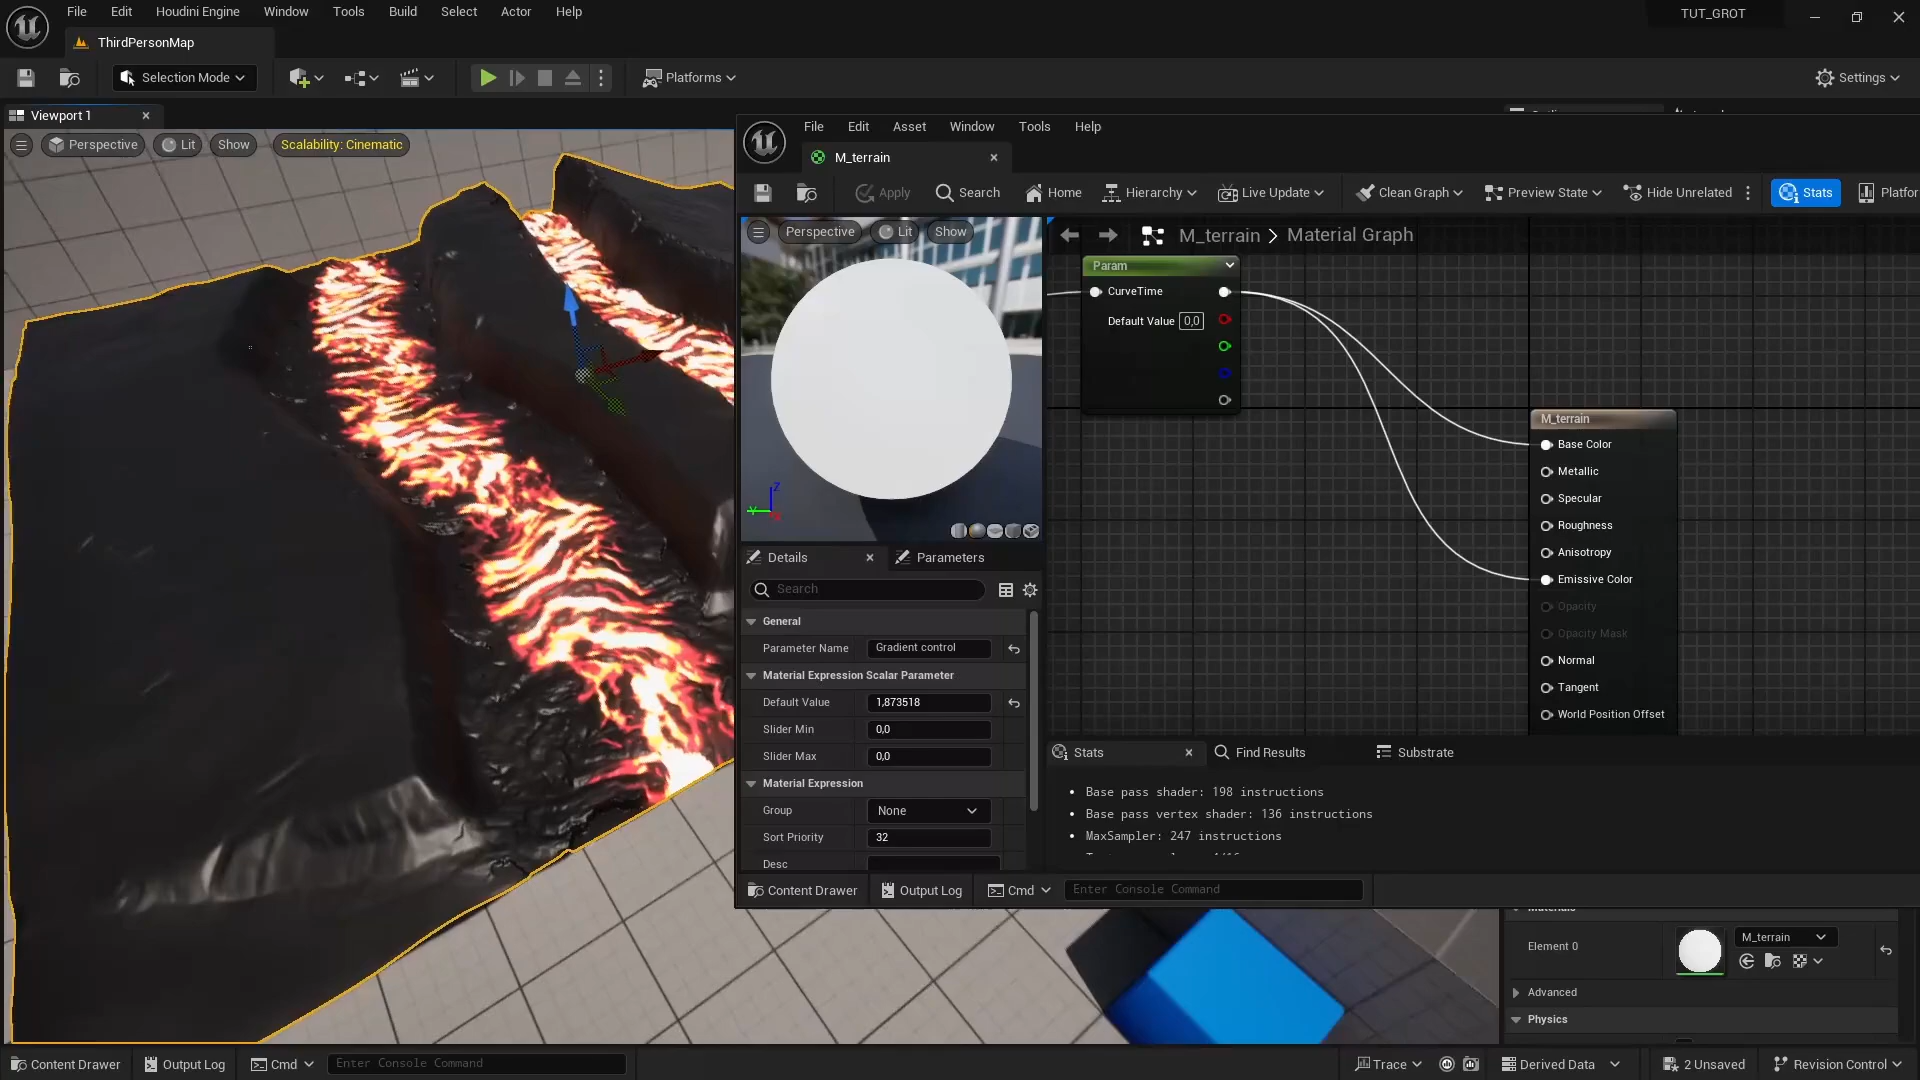 File Edit Houdini Engine Window Tools Build Select Actor Help
TUT_GROT
ThirdPersonMap
Selection Mode
Platforms
Settings
Viewport 1
Perspective Lit Show Scalability: Cinematic
File Edit Asset Window Tools Help
M_terrain
Apply Search Home Hierarchy Live Update Clean Graph Preview State Hide Unrelated Stats Platfor
Perspective Lit Show
M_terrain > Material Graph
Param
CurveTime
Default Value 0,0
M_terrain
Base Color
Metallic
Specular
Roughness
Anisotropy
Emissive Color
Opacity
Opacity Mask
Normal
Tangent
World Position Offset
Z
Y
Details Parameters
Search
General
Parameter Name Gradient control
Material Expression Scalar Parameter
Default Value 1,873518
Slider Min 0,0
Slider Max 0,0
Material Expression
Group None
Sort Priority 32
Desc
Stats Find Results Substrate
• Base pass shader: 198 instructions
• Base pass vertex shader: 136 instructions
• MaxSampler: 247 instructions
Content Drawer Output Log Cmd Enter Console Command
Materials
Element 0 M_terrain
Advanced
Physics
Content Drawer Output Log Cmd Enter Console Command
Trace Derived Data 2 Unsaved Revision Control